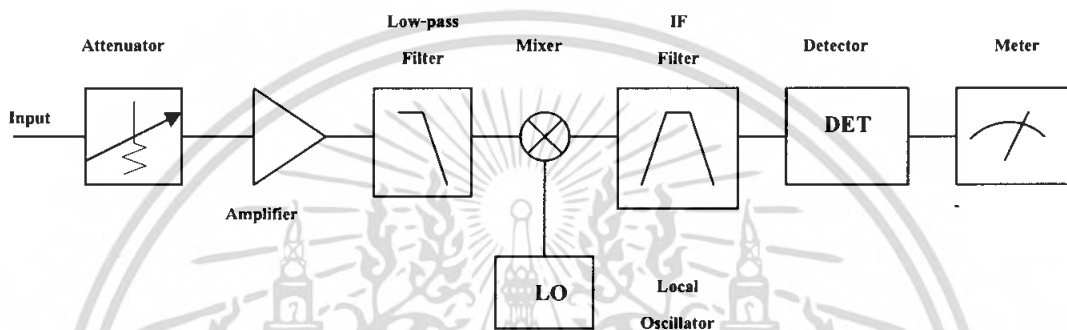 Low-pass
IF
Attenuator
Filter
Mixer
Filter
Detector
Meter
Input
DET
Amplifier
LO
Local
Oscillator